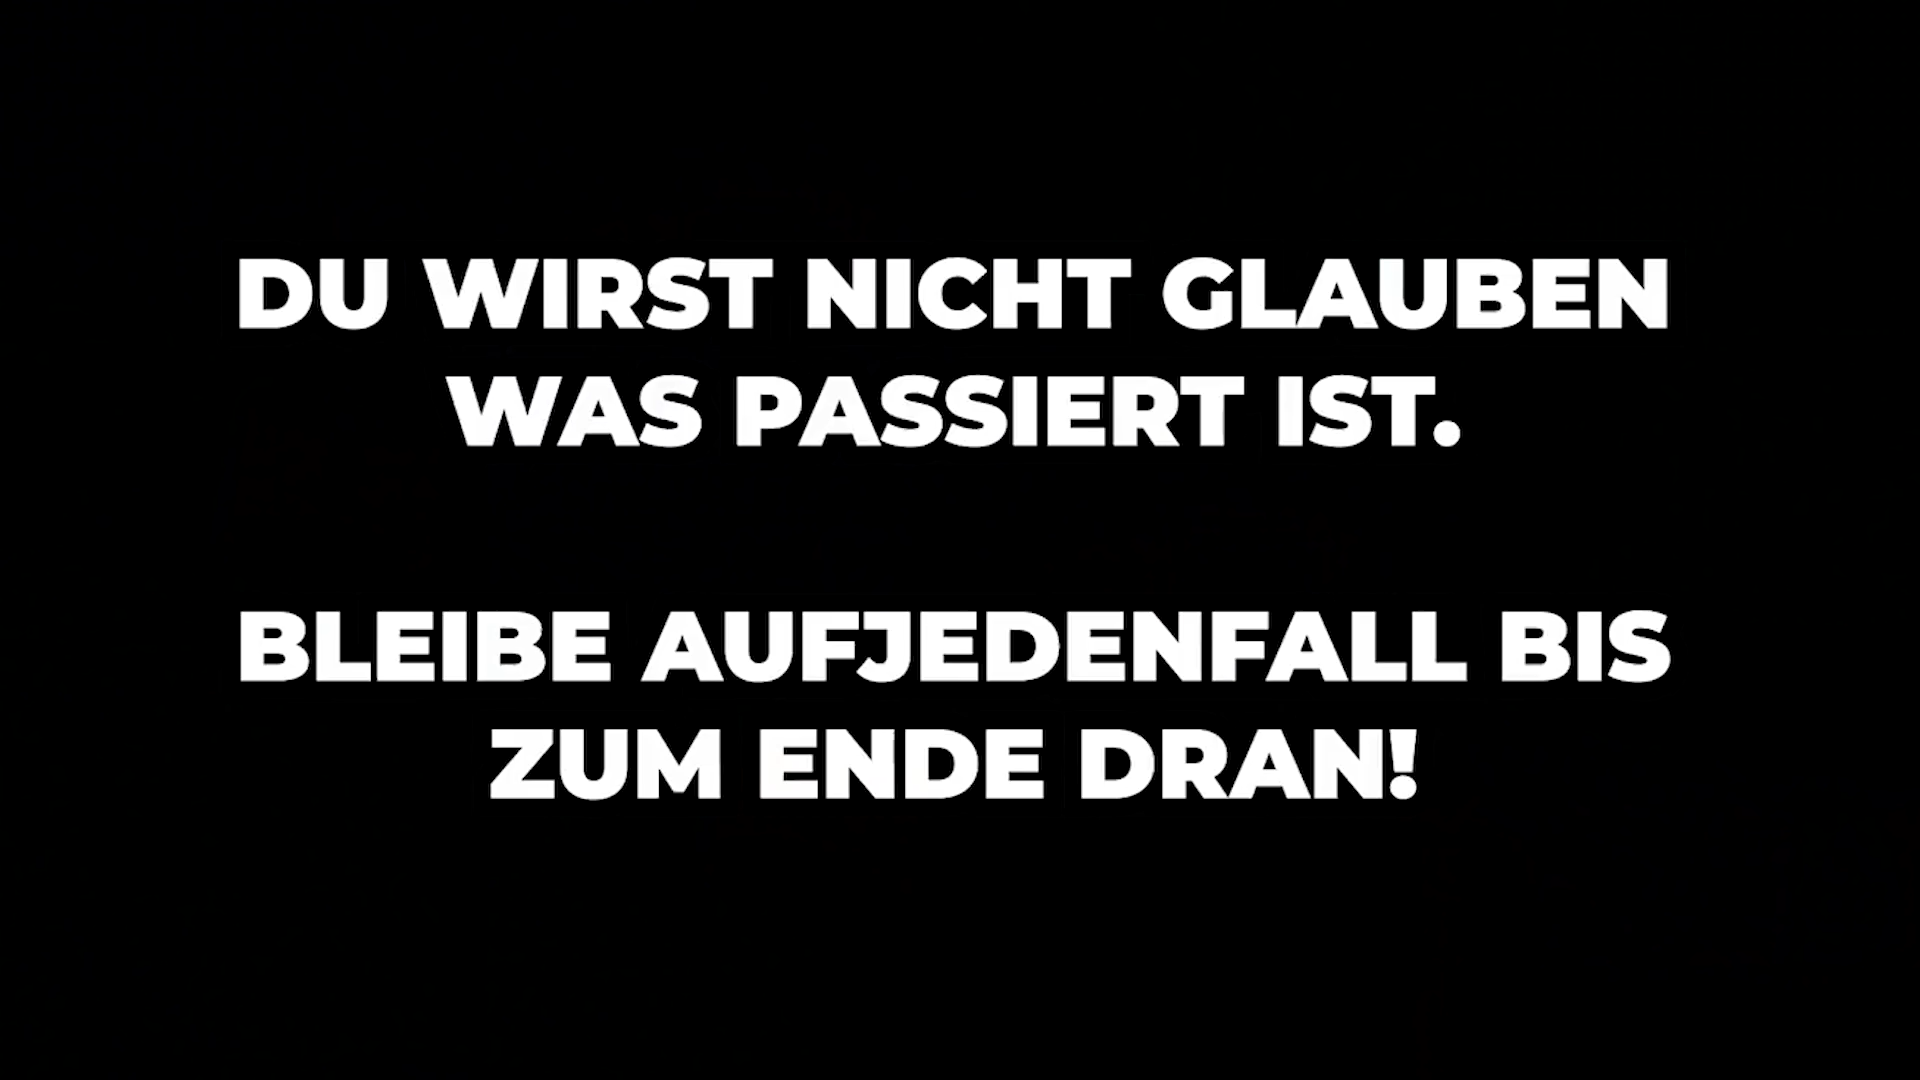 DU WIRST NICHT GLAUBEN
WAS PASSIERT IST.
BLEIBE AUFJEDENFALL BIS
ZUM ENDE DRAN!